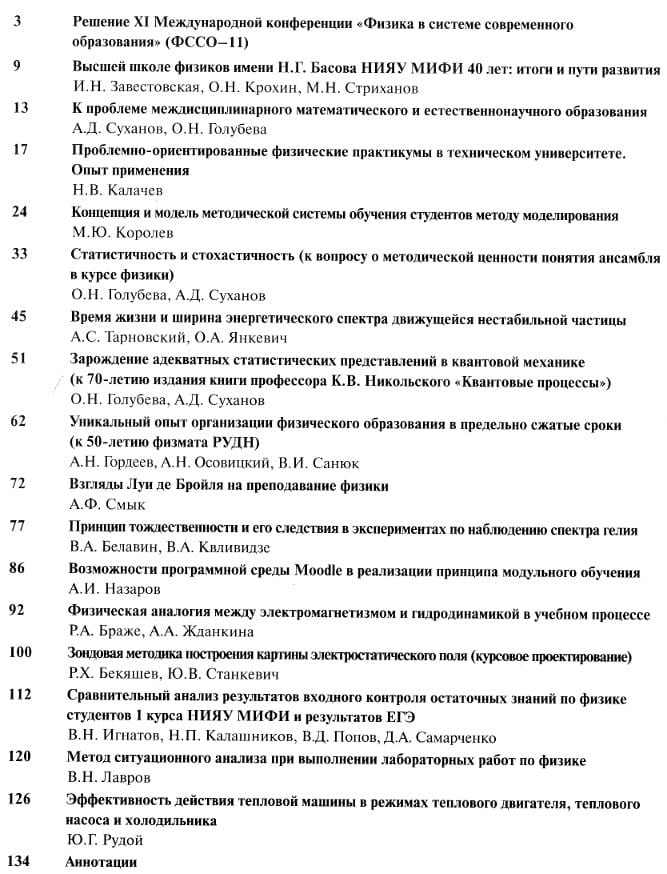 3 Решение XI Международной конференции «Физика в системе современного
образования» (ФССО–11)
9 Высшей школе физиков имени Н.Г. Басова НИЯУ МИФИ 40 лет: итоги и пути развития
И.Н. Завестовская, О.Н. Крохин, М.Н. Стриханов
13 К проблеме междисциплинарного математического и естественнонаучного образования
А.Д. Суханов, О.Н. Голубева
17 Проблемно-ориентированные физические практикумы в техническом университете.
Опыт применения
Н.В. Калачев
24 Концепция и модель методической системы обучения студентов методу моделирования
М.Ю. Королев
33 Статистичность и стохастичность (к вопросу о методической ценности понятия ансамбля
в курсе физики)
О.Н. Голубева, А.Д. Суханов
45 Время жизни и ширина энергетического спектра движущейся нестабильной частицы
А.С. Тарновский, О.А. Янкевич
51 Зарождение адекватных статистических представлений в квантовой механике
(к 70-летию издания книги профессора К.В. Никольского «Квантовые процессы»)
О.Н. Голубева, А.Д. Суханов
62 Уникальный опыт организации физического образования в предельно сжатые сроки
(к 50-летию физмата РУДН)
А.Н. Гордеев, А.Н. Осовицкий, В.И. Санюк
72 Взгляды Луи де Бройля на преподавание физики
А.Ф. Смык
77 Принцип тождественности и его следствия в экспериментах по наблюдению спектра гелия
В.А. Белавин, В.А. Квливидзе
86 Возможности программной среды Moodle в реализации принципа модульного обучения
А.И. Назаров
92 Физическая аналогия между электромагнетизмом и гидродинамикой в учебном процессе
Р.А. Браже, А.А. Жданкина
100 Зондовая методика построения картины электростатического поля (курсовое проектирование)
Р.Х. Бекяшев, Ю.В. Станкевич
112 Сравнительный анализ результатов входного контроля остаточных знаний по физике
студентов 1 курса НИЯУ МИФИ и результатов ЕГЭ
В.Н. Игнатов, Н.П. Калашников, В.Д. Попов, Д.А. Самарченко
120 Метод ситуационного анализа при выполнении лабораторных работ по физике
В.Н. Лавров
126 Эффективность действия тепловой машины в режимах теплового двигателя, теплового
насоса и холодильника
Ю.Г. Рудой
134 Аннотации